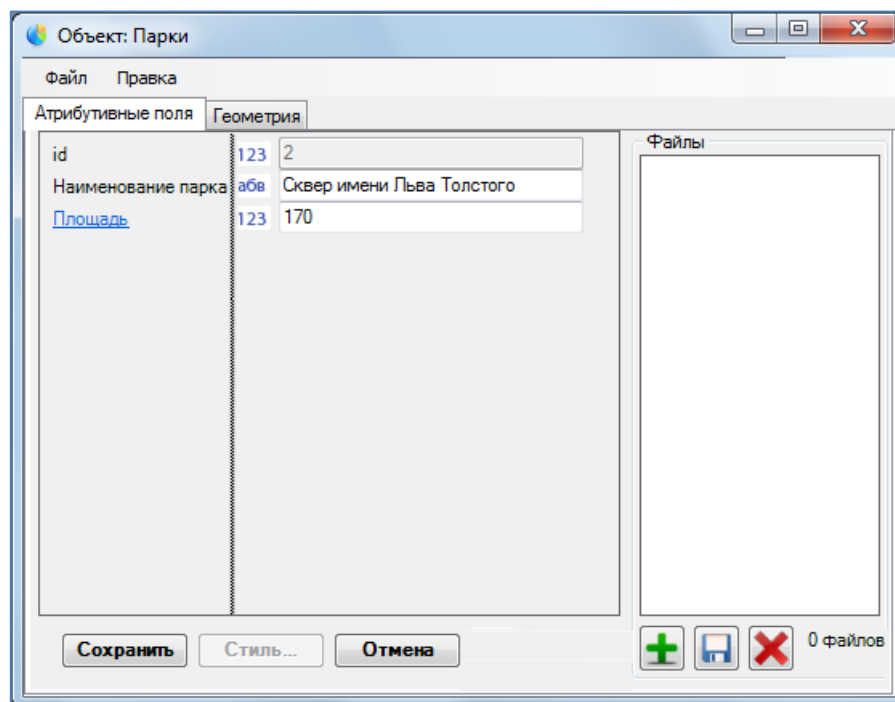 Объект: Парки
Файл Правка
Атрибутивные поля Геометрия
Файлы
id 123 2
Наименование парка абв Сквер имени Льва Толстого
Площадь 123 170
Сохранить Стиль... Отмена
0 файлов